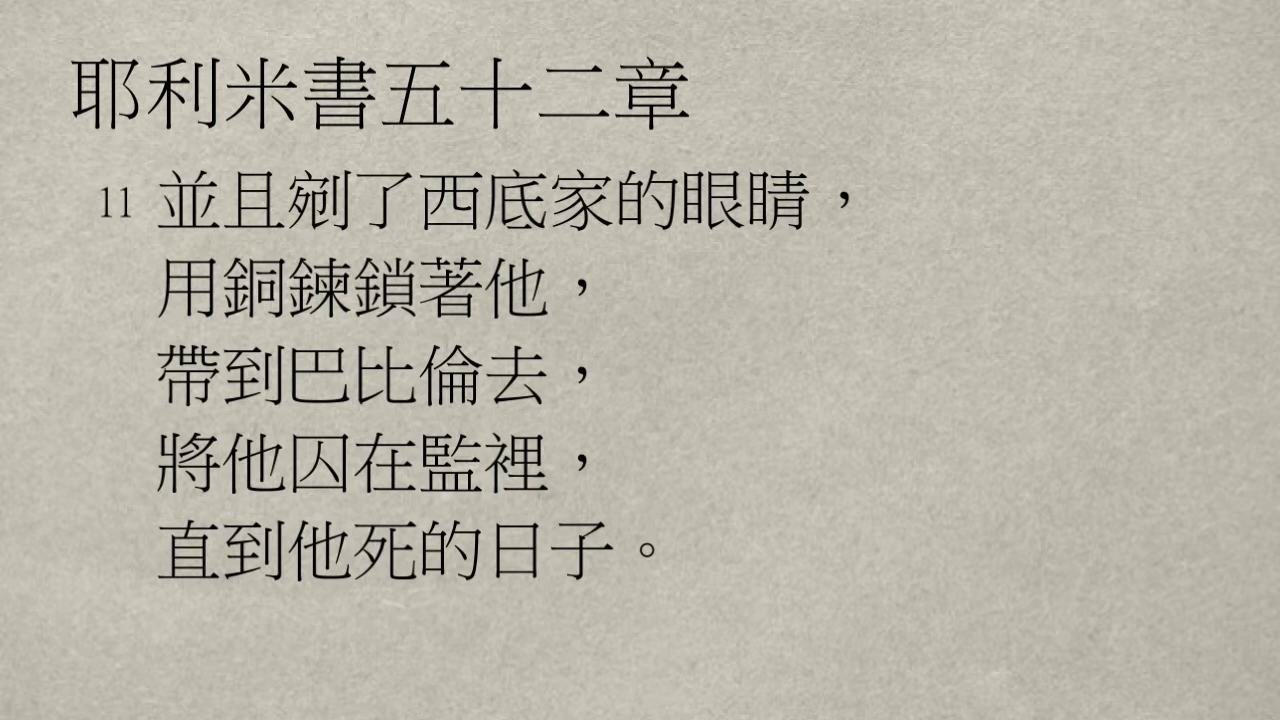 耶利米書五十二章
11 並且剜了西底家的眼睛，
用銅鍊鎖著他，
帶到巴比倫去，
將他囚在監裡，
直到他死的日子。